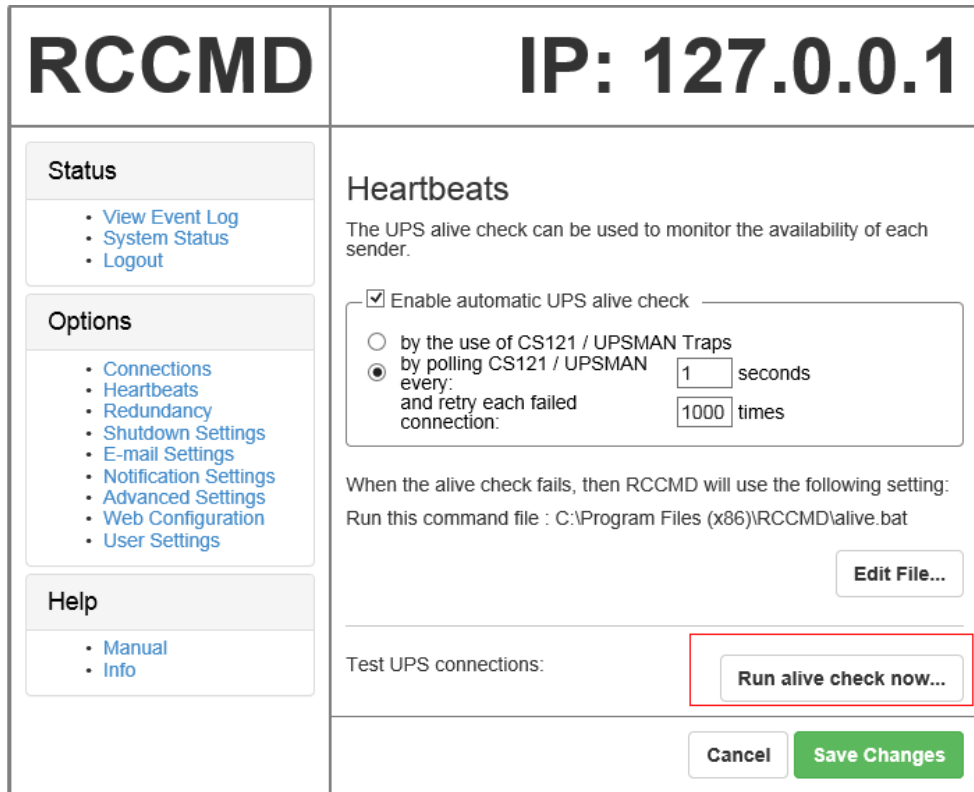 RCCMD
IP: 127.0.0.1
Status
• View Event Log
• System Status
• Logout
Options
• Connections
• Heartbeats
• Redundancy
• Shutdown Settings
• E-mail Settings
• Notification Settings
• Advanced Settings
• Web Configuration
• User Settings
Help
• Manual
• Info
Heartbeats
The UPS alive check can be used to monitor the availability of each
sender.
Enable automatic UPS alive check
by the use of CS121 / UPSMAN Traps
by polling CS121 / UPSMAN
every:
1 seconds
and retry each failed
connection:
1000 times
When the alive check fails, then RCCMD will use the following setting:
Run this command file : C:\Program Files (x86)\RCCMD\alive.bat
Edit File...
Test UPS connections:
Run alive check now...
Cancel
Save Changes